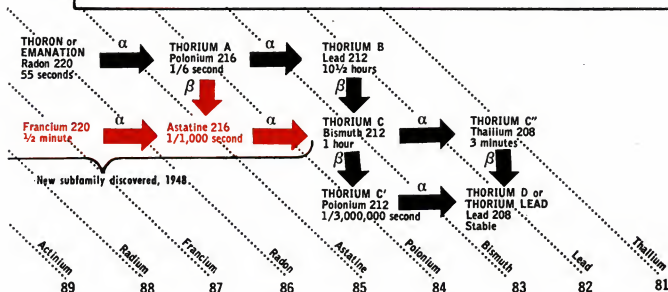 THORON or
EMANATION
Radon 220
55 seconds
α
THORIUM A
Polonium 216
1/6 second
α
THORIUM B
Lead 212
10½ hours
β
β
Francium 220
½ minute
α
Astatine 216
1/1,000 second
α
THORIUM C
Bismuth 212
1 hour
α
THORIUM C″
Thallium 208
3 minutes
β
β
New subfamily discovered, 1948
THORIUM C′
Polonium 212
1/3,000,000 second
α
THORIUM D or
THORIUM LEAD
Lead 208
Stable
Actinium
Radium
Francium
Radon
Astatine
Polonium
Bismuth
Lead
Thallium
89
88
87
86
85
84
83
82
81